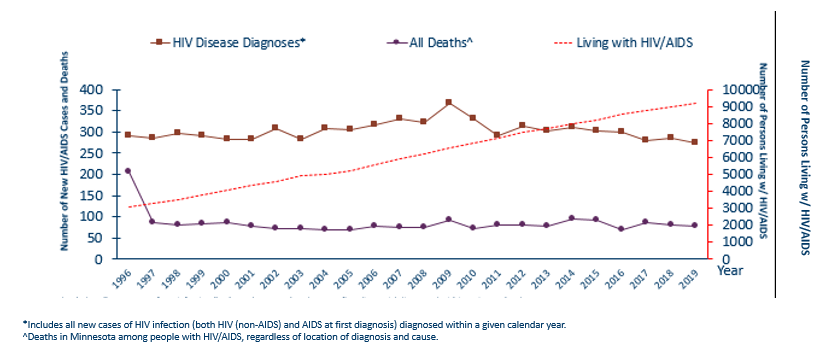 HIV Disease Diagnoses* All Deaths^ Living with HIV/AIDS
Number of New HIV/AIDS Cases and Deaths
400
350
300
250
200
150
100
50
0
10000
9000
8000
7000
6000
5000
4000
3000
2000
1000
0
Number of Persons Living w/ HIV/AIDS
Number of Persons Living w/ HIV/AIDS
1996 1997 1998 1999 2000 2001 2002 2003 2004 2005 2006 2007 2008 2009 2010 2011 2012 2013 2014 2015 2016 2017 2018 2019
Year
*Includes all new cases of HIV infection (both HIV (non-AIDS) and AIDS at first diagnosis) diagnosed within a given calendar year.
^Deaths in Minnesota among people with HIV/AIDS, regardless of location of diagnosis and cause.